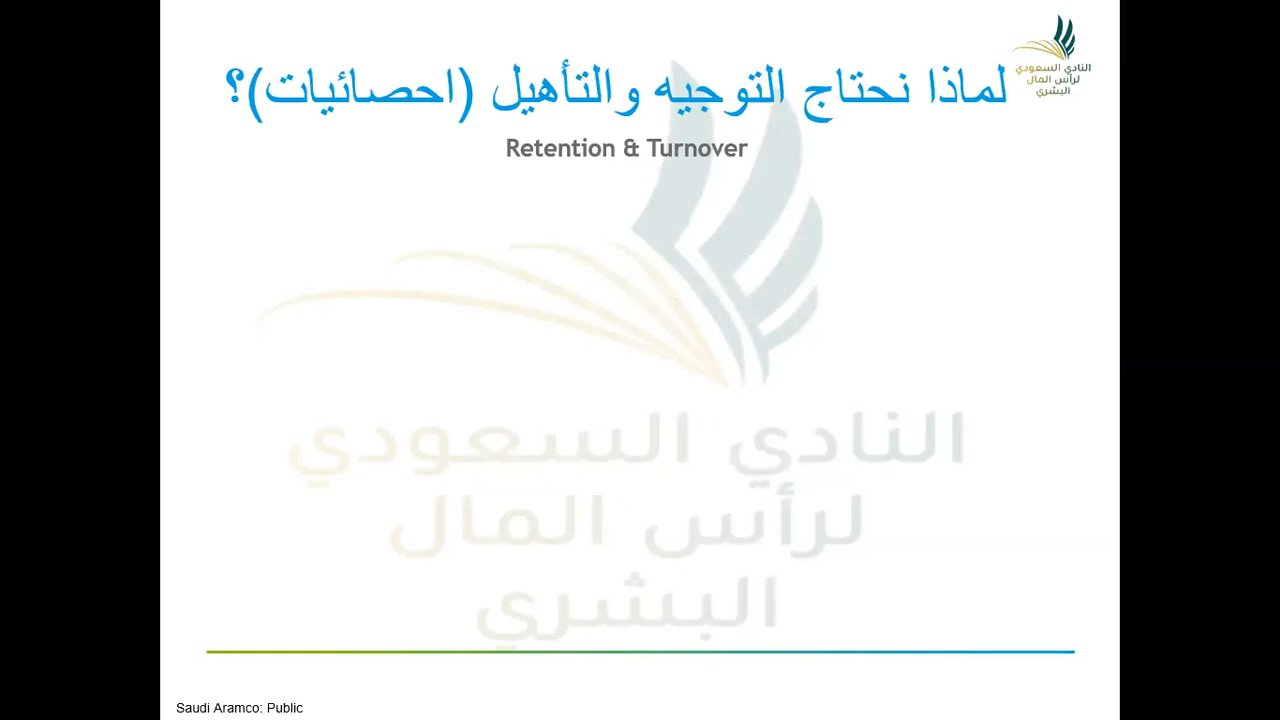 النادي السعودي
لرأس المال
البشري
لماذا نحتاج التوجيه والتأهيل (احصائيات)؟
Retention & Turnover
النادي السعودي
لرأس المال
البشري
Saudi Aramco: Public